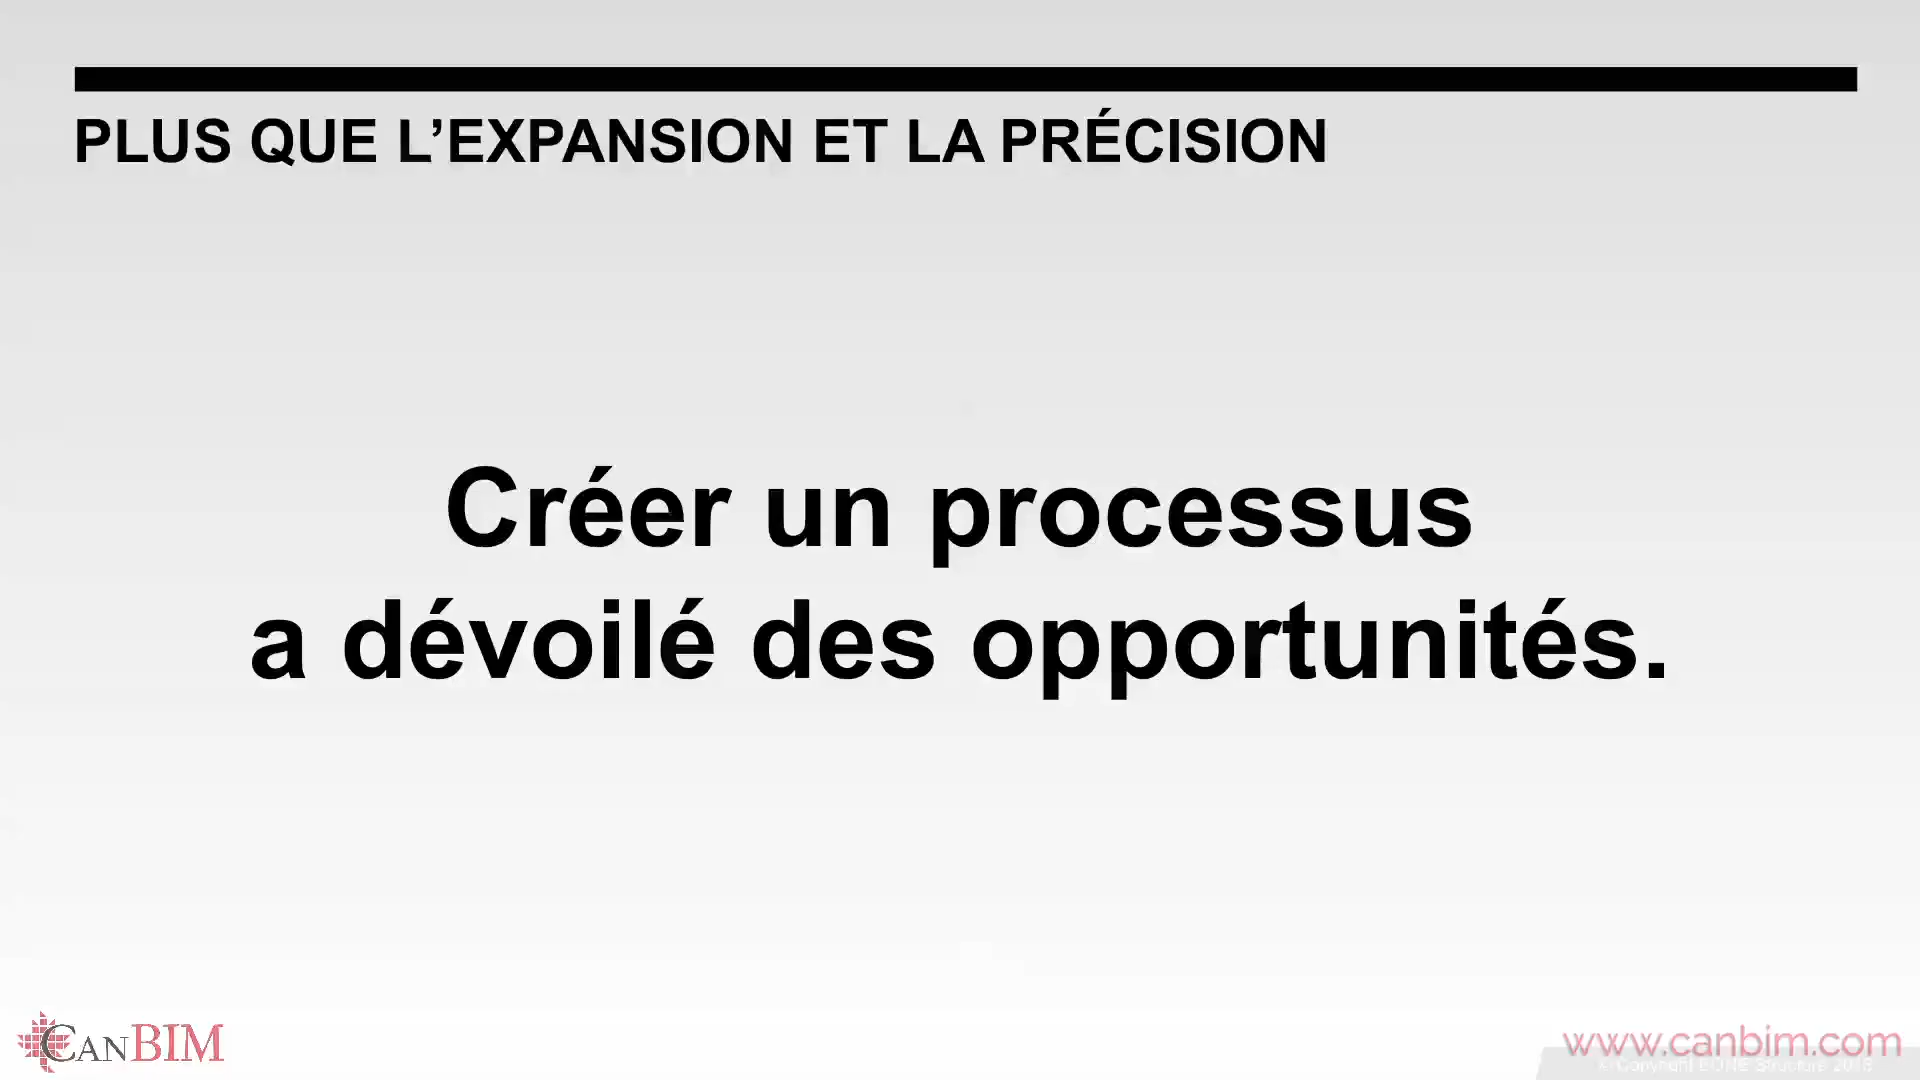 PLUS QUE L’EXPANSION ET LA PRÉCISION
Créer un processus
a dévoilé des opportunités.
CANBIM
www.canbim.com